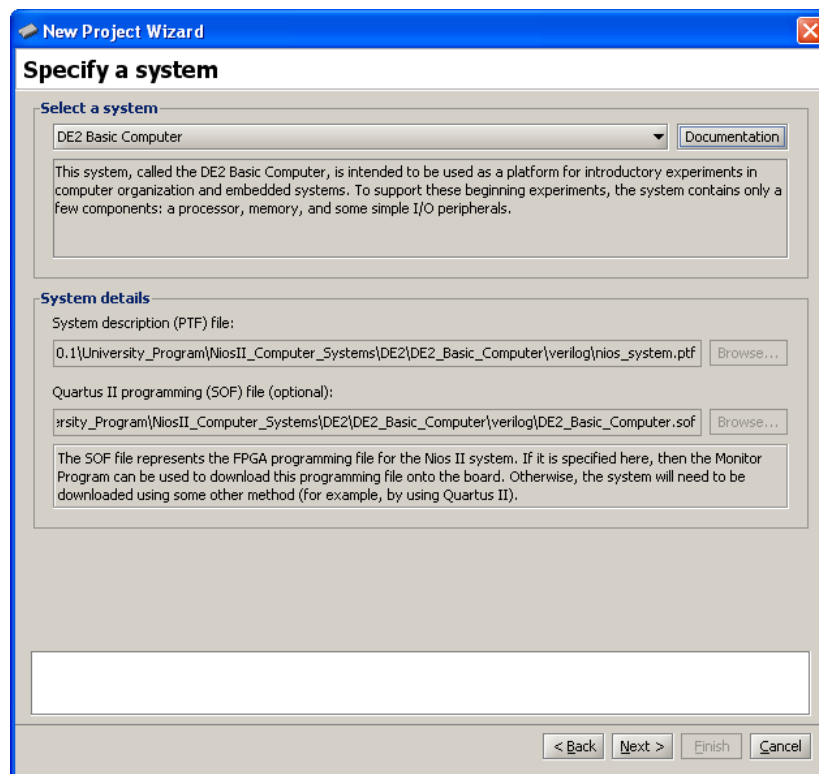 New Project Wizard
Specify a system
Select a system
DE2 Basic Computer
Documentation
This system, called the DE2 Basic Computer, is intended to be used as a platform for introductory experiments in
computer organization and embedded systems. To support these beginning experiments, the system contains only a
few components: a processor, memory, and some simple I/O peripherals.
System details
System description (PTF) file:
0.1\University_Program\NiosII_Computer_Systems\DE2\DE2_Basic_Computer\verilog\nios_system.ptf
Browse...
Quartus II programming (SOF) file (optional):
ersity_Program\NiosII_Computer_Systems\DE2\DE2_Basic_Computer\verilog\DE2_Basic_Computer.sof
Browse...
The SOF file represents the FPGA programming file for the Nios II system. If it is specified here, then the Monitor
Program can be used to download this programming file onto the board. Otherwise, the system will need to be
downloaded using some other method (for example, by using Quartus II).
< Back
Next >
Finish
Cancel